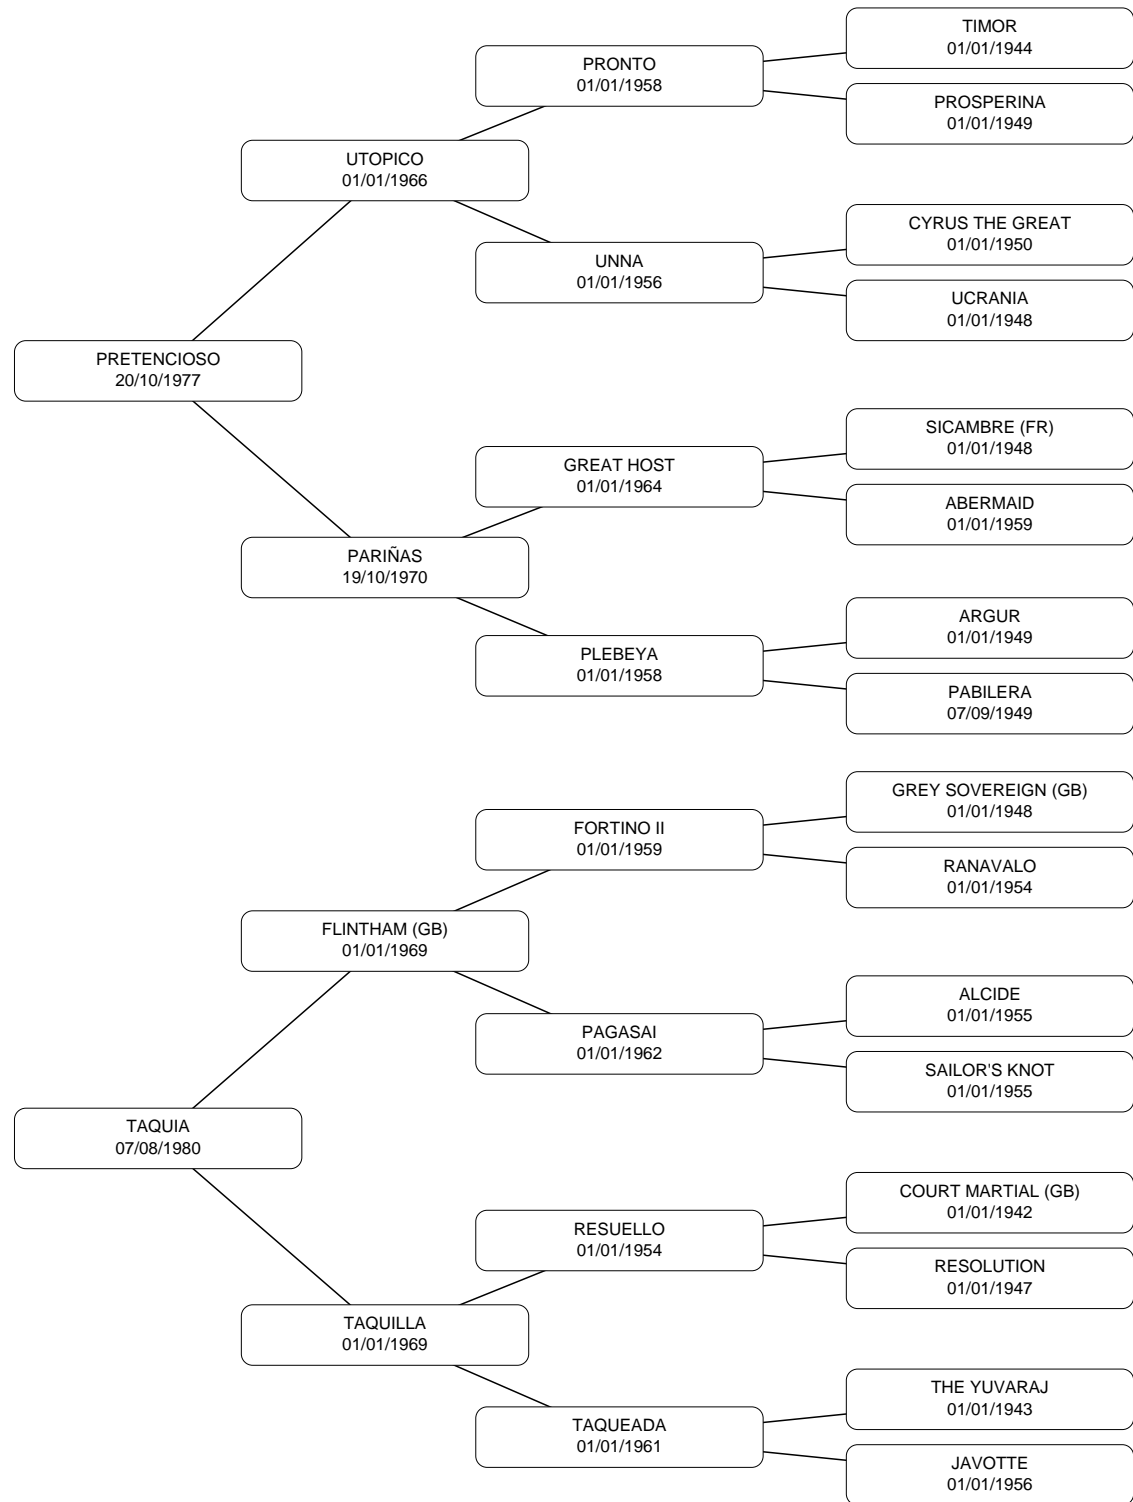 TIMOR
01/01/1944
PRONTO
01/01/1958
PROSPERINA
01/01/1949
UTOPICO
01/01/1966
CYRUS THE GREAT
01/01/1950
UNNA
01/01/1956
UCRANIA
01/01/1948
PRETENCIOSO
20/10/1977
SICAMBRE (FR)
01/01/1948
GREAT HOST
01/01/1964
ABERMAID
01/01/1959
PARIÑAS
19/10/1970
ARGUR
01/01/1949
PLEBEYA
01/01/1958
PABILERA
07/09/1949
GREY SOVEREIGN (GB)
01/01/1948
FORTINO II
01/01/1959
RANAVALO
01/01/1954
FLINTHAM (GB)
01/01/1969
ALCIDE
01/01/1955
PAGASAI
01/01/1962
SAILOR'S KNOT
01/01/1955
TAQUIA
07/08/1980
COURT MARTIAL (GB)
01/01/1942
RESUELLO
01/01/1954
RESOLUTION
01/01/1947
TAQUILLA
01/01/1969
THE YUVARAJ
01/01/1943
TAQUEADA
01/01/1961
JAVOTTE
01/01/1956